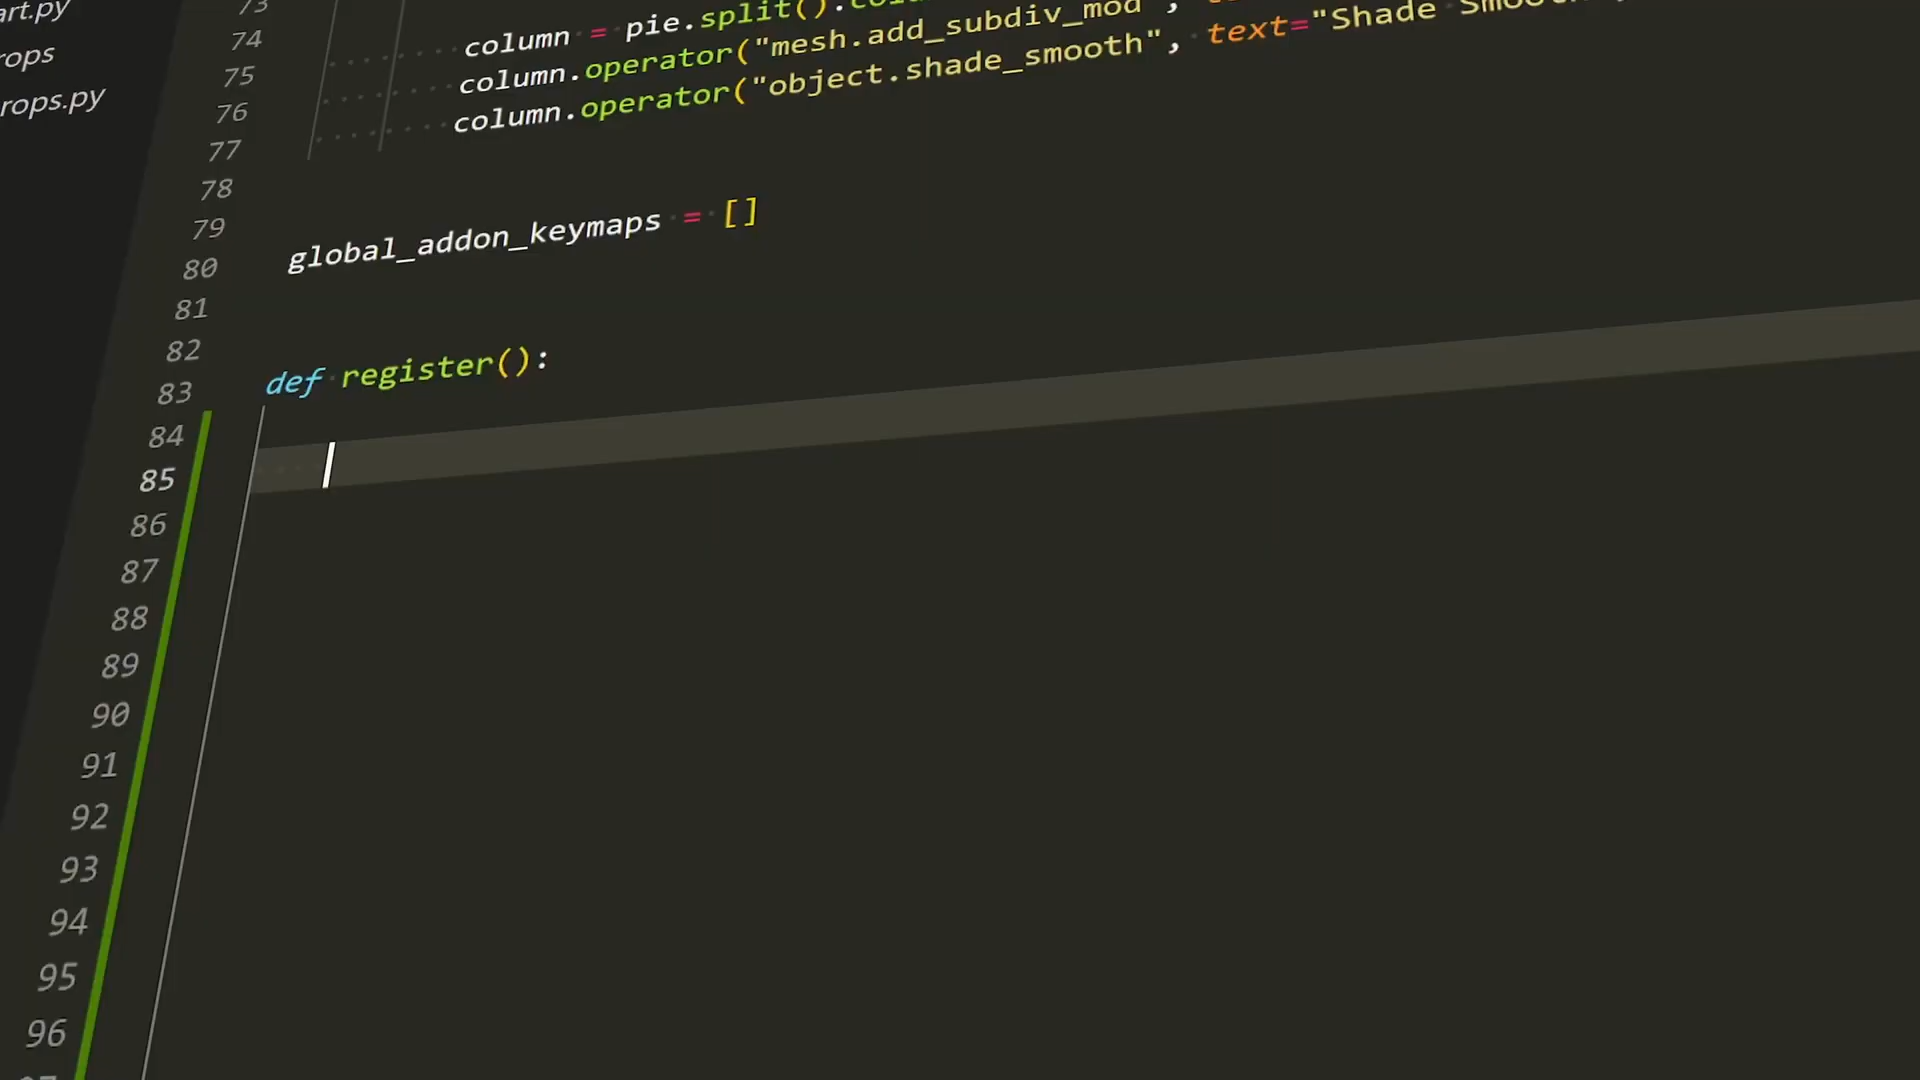 art.py
rops
rops.py
73
74 column = pie.split().
75 column.operator("mesh.add_subdiv_mod",
76 column.operator("object.shade_smooth", text="Shade Smooth
77
78
79
80 global_addon_keymaps = []
81
82
83 def register():
84
85
86
87
88
89
90
91
92
93
94
95
96